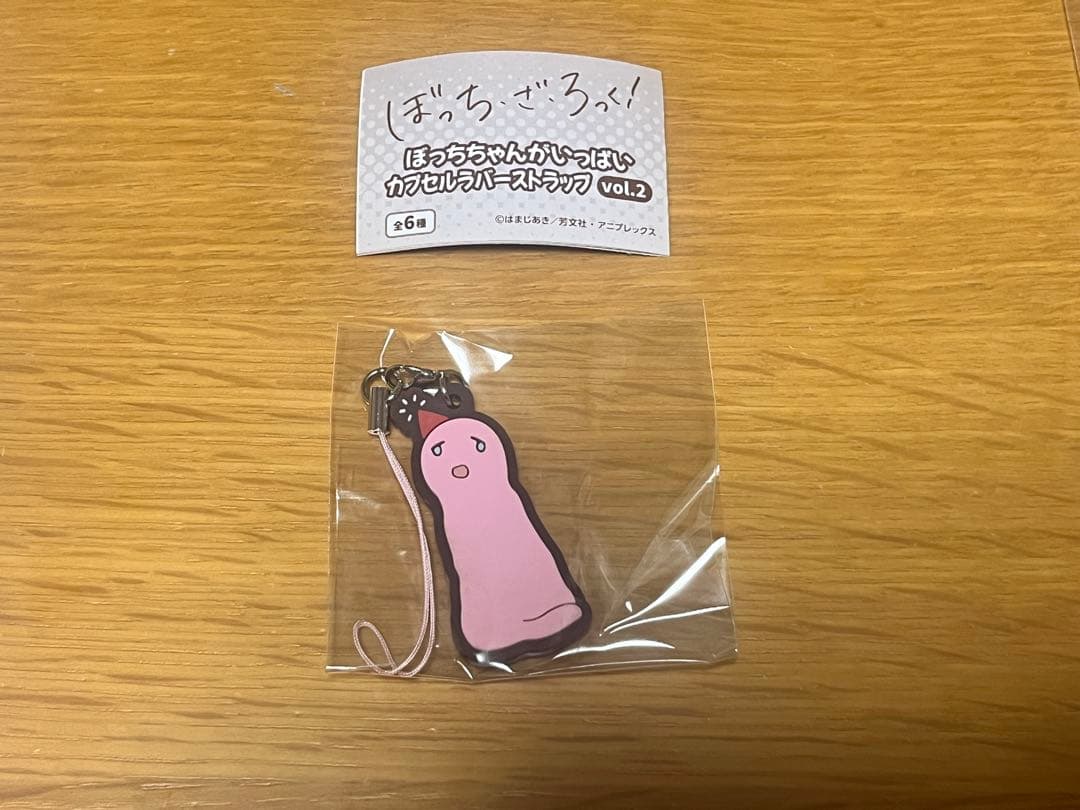 ぼっち・ざ・ろっく!
ぼっちちゃんがいっぱい
カプセルラバーストラップ vol.2
全6種
©はまじあき/芳文社・アニプレックス